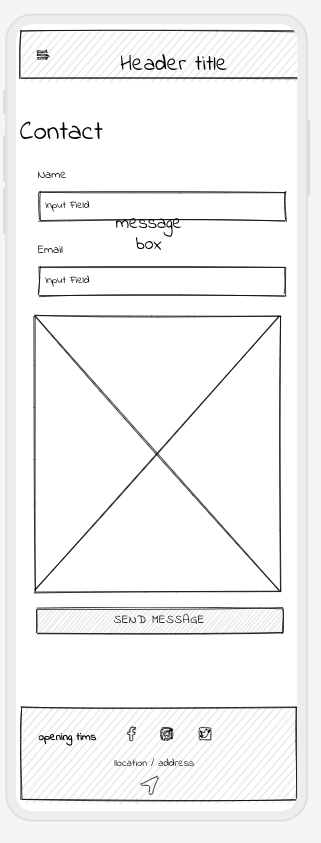 Header title
Contact
Name
Input Field
message
box
Email
Input Field
SEND MESSAGE
opening tims
llocation / address